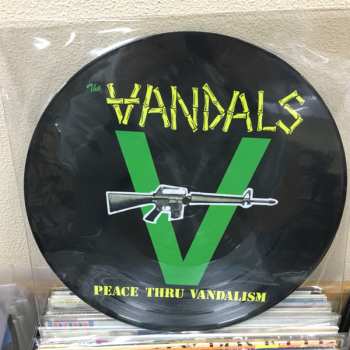 The
VANDALS
V
PEACE THRU VANDALISM